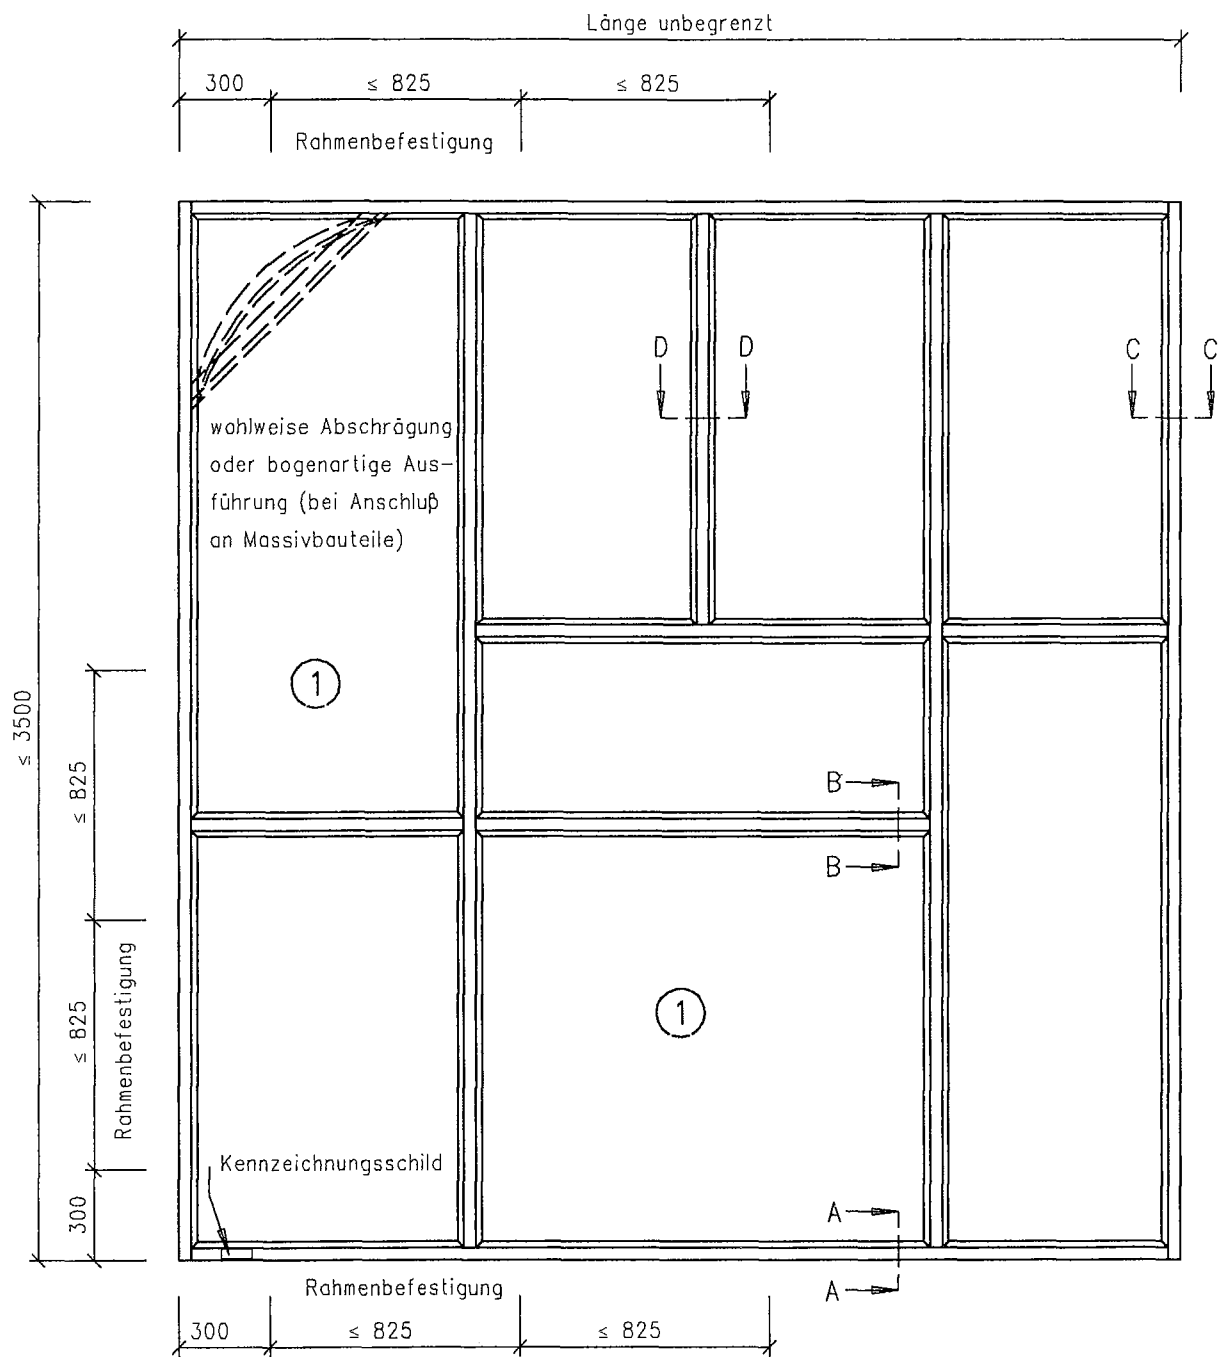 Länge unbegrenzt
300
≤ 825
≤ 825
Rahmenbefestigung
D
D
C
C
wahlweise Abschrägung
oder bogenartige Aus-
führung (bei Anschluß
an Massivbauteile)
1
≤ 3500
≤ 825
B
B
Rahmenbefestigung
≤ 825
1
Kennzeichnungsschild
300
A
A
Rahmenbefestigung
300
≤ 825
≤ 825